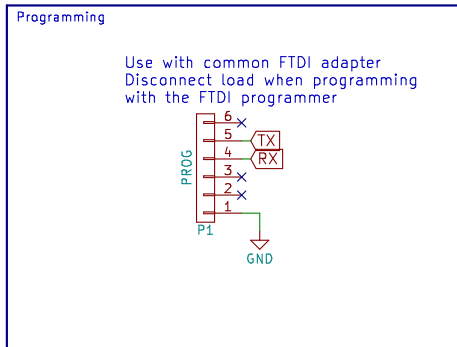 Programming
Use with common FTDI adapter
Disconnect load when programming
with the FTDI programmer
6
5 TX
4 RX
3
2
1
PROG
P1
GND